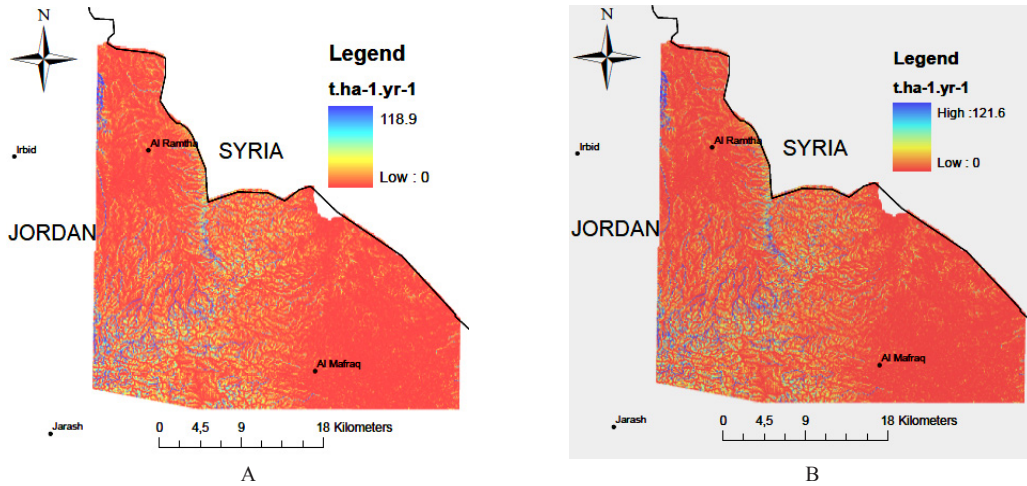 N
Legend
t.ha-1.yr-1
118.9
Low : 0
Al Ramtha
Irbid
SYRIA
JORDAN
Al Mafraq
Jarash
0 4,5 9 18 Kilometers
A
N
Legend
t.ha-1.yr-1
High :121.6
Low : 0
Al Ramtha
Irbid
SYRIA
JORDAN
Al Mafraq
Jarash
0 4,5 9 18 Kilometers
B